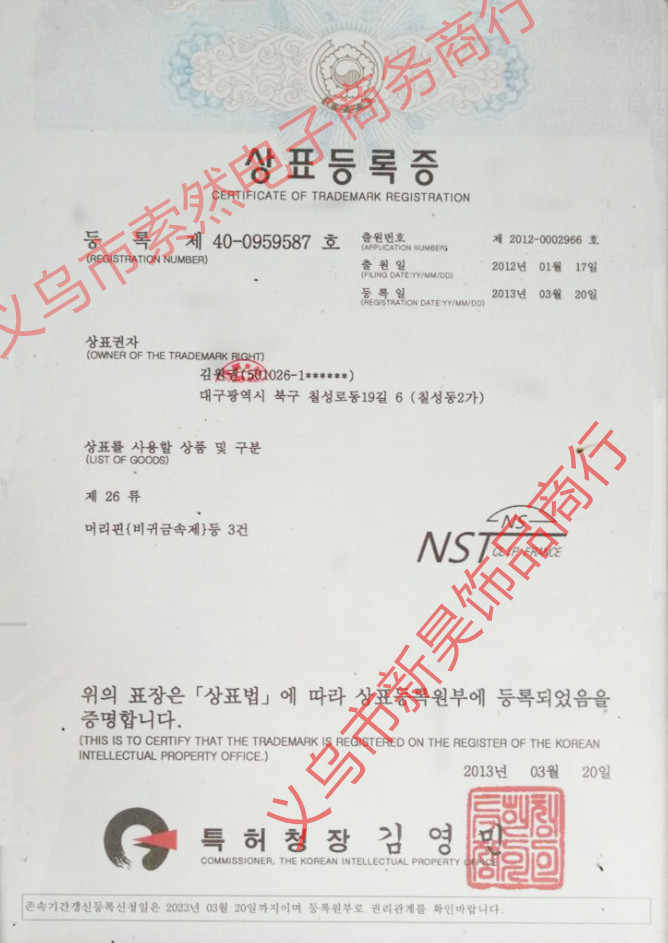 상표등록증
CERTIFICATE OF TRADEMARK REGISTRATION
등 록 제 40-0959587 호
(REGISTRATION NUMBER)
출원번호 제 2012-0002966 호
(APPLICATION NUMBER)
출 원 일 2012년 01월 17일
(FILING DATE:YY/MM/DD)
등 록 일 2013년 03월 20일
(REGISTRATION DATE:YY/MM/DD)
상표권자
(OWNER OF THE TRADEMARK RIGHT)
김 (501026-1******)
대구광역시 북구 칠성로동19길 6 (칠성동2가)
상표를 사용할 상품 및 구분
(LIST OF GOODS)
제 26 류
머리핀{비귀금속제}등 3건
NS
NST CLIP FRANCE
위의 표장은「상표법」에 따라 상표등록원부에 등록되었음을
증명합니다.
(THIS IS TO CERTIFY THAT THE TRADEMARK IS REGISTERED ON THE REGISTER OF THE KOREAN
INTELLECTUAL PROPERTY OFFICE.)
2013년 03월 20일
특허청장 김영민
COMMISSIONER, THE KOREAN INTELLECTUAL PROPERTY OFFICE
존속기간갱신등록신청일은 2023년 03월 20일까지이며 등록원부로 권리관계를 확인바랍니다.
义乌市索然电子商务商行
义乌市新昊饰品商行